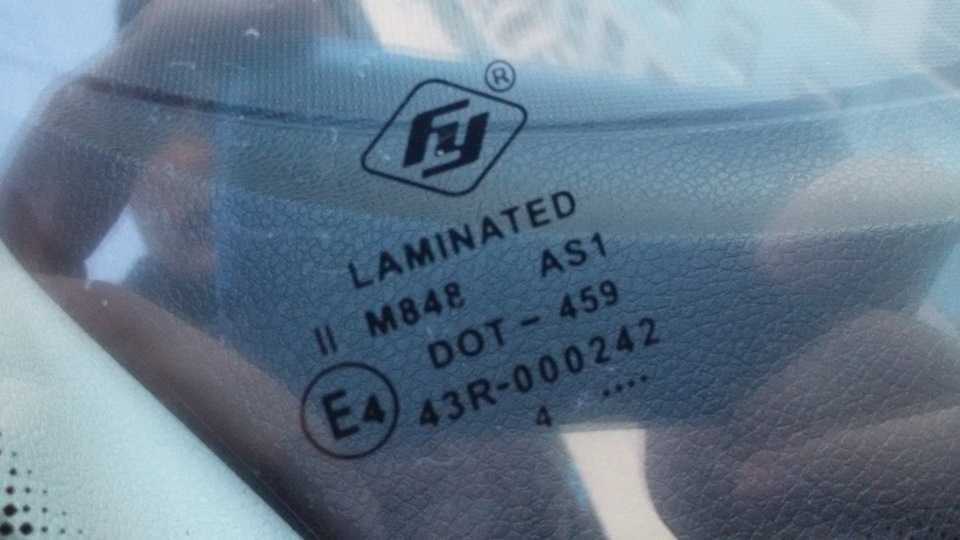 FY ®
LAMINATED
M848 AS1
II DOT - 459
E4 43R-000242
4 ....